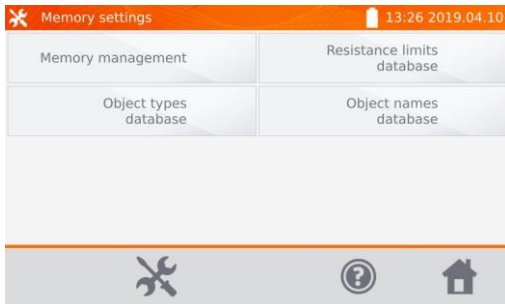 Memory settings
13:26 2019.04.10
Memory management
Resistance limits
database
Object types
database
Object names
database
?